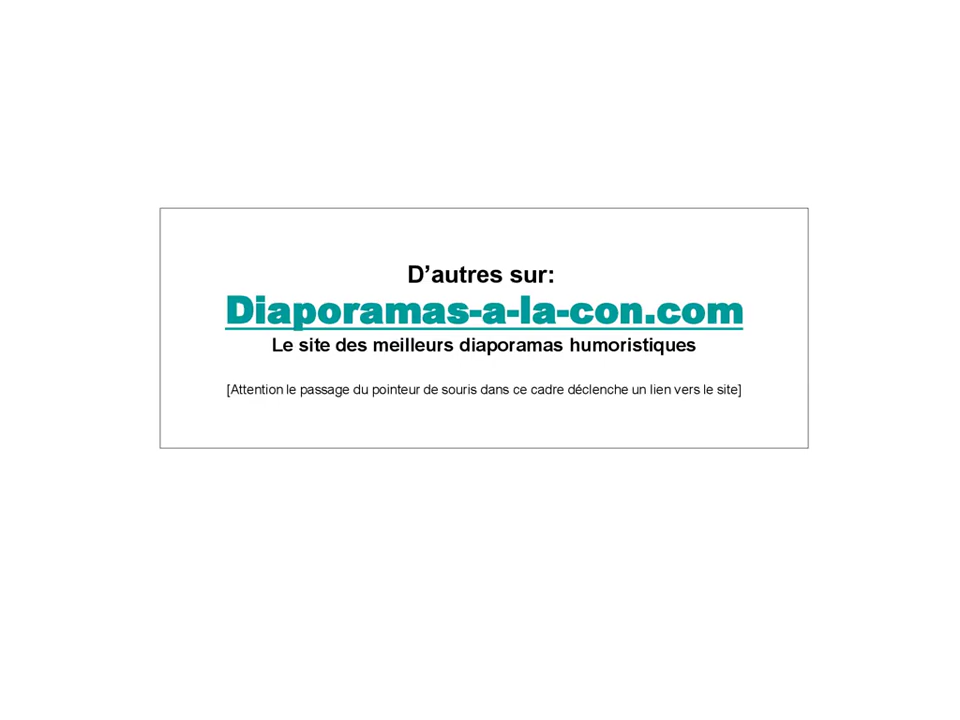 D’autres sur:
Diaporamas-a-la-con.com
Le site des meilleurs diaporamas humoristiques
[Attention le passage du pointeur de souris dans ce cadre déclenche un lien vers le site]